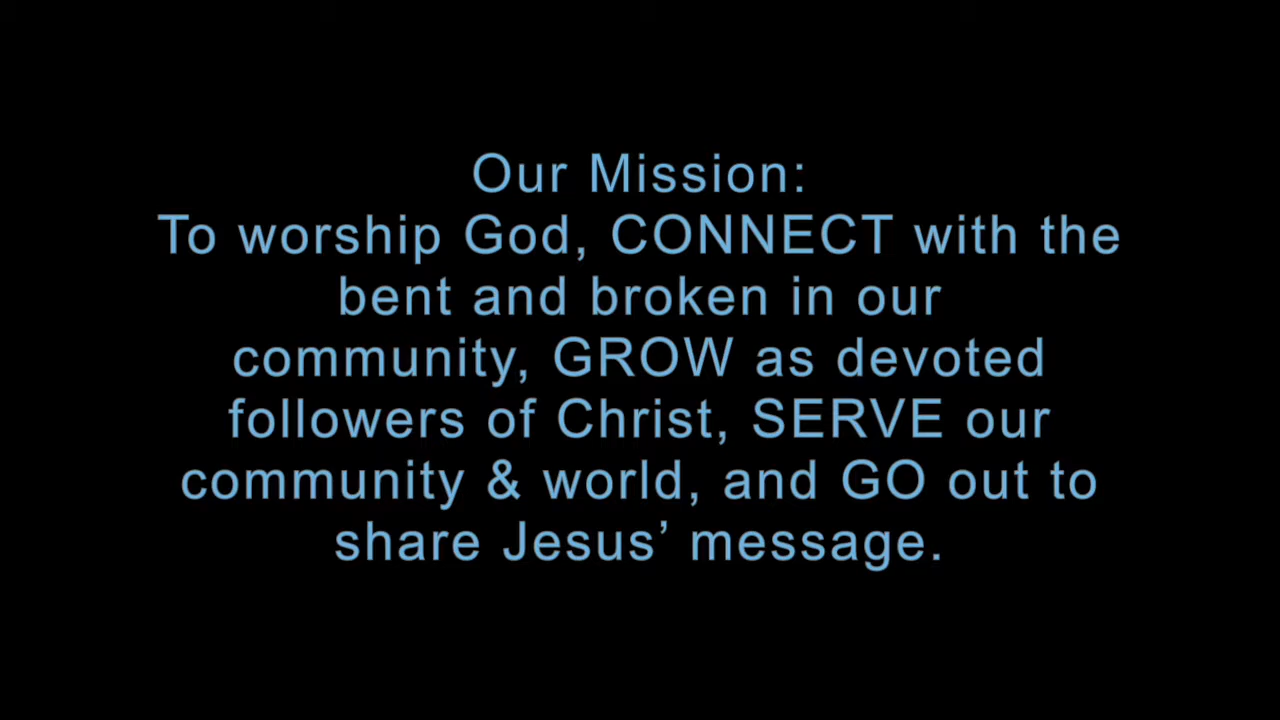 Our Mission:
To worship God, CONNECT with the
bent and broken in our
community, GROW as devoted
followers of Christ, SERVE our
community & world, and GO out to
share Jesus’ message.